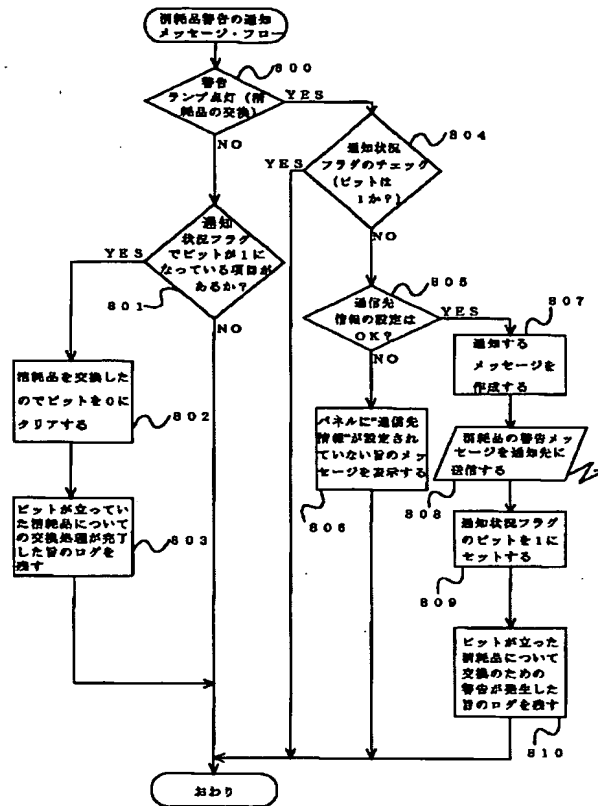 消耗品警告の通知
メッセージ・フロー
800
警告
ランプ点灯(消
耗品の交換)
YES
NO
804
通知状況
フラグのチェック
(ビットは
1か?)
YES
NO
通知
状況フラグ
でビットが1に
なっている項目が
あるか?
YES
801
NO
805
通信先
情報の設定は
OK?
YES
NO
807
通知する
メッセージを
作成する
消耗品を交換した
のでビットを0に
クリアする
802
パネルに"通信先
情報"が設定され
ていない旨のメッ
セージを表示する
806
消耗品の警告メッ
セージを通知先に
送信する
808
ビットが立ってい
た消耗品について
の交換処理が完了
した旨のログを
残す
803
通知状況フラグ
のビットを1に
セットする
809
ビットが立った
消耗品について
交換のための
警告が発生した
旨のログを残す
810
おわり